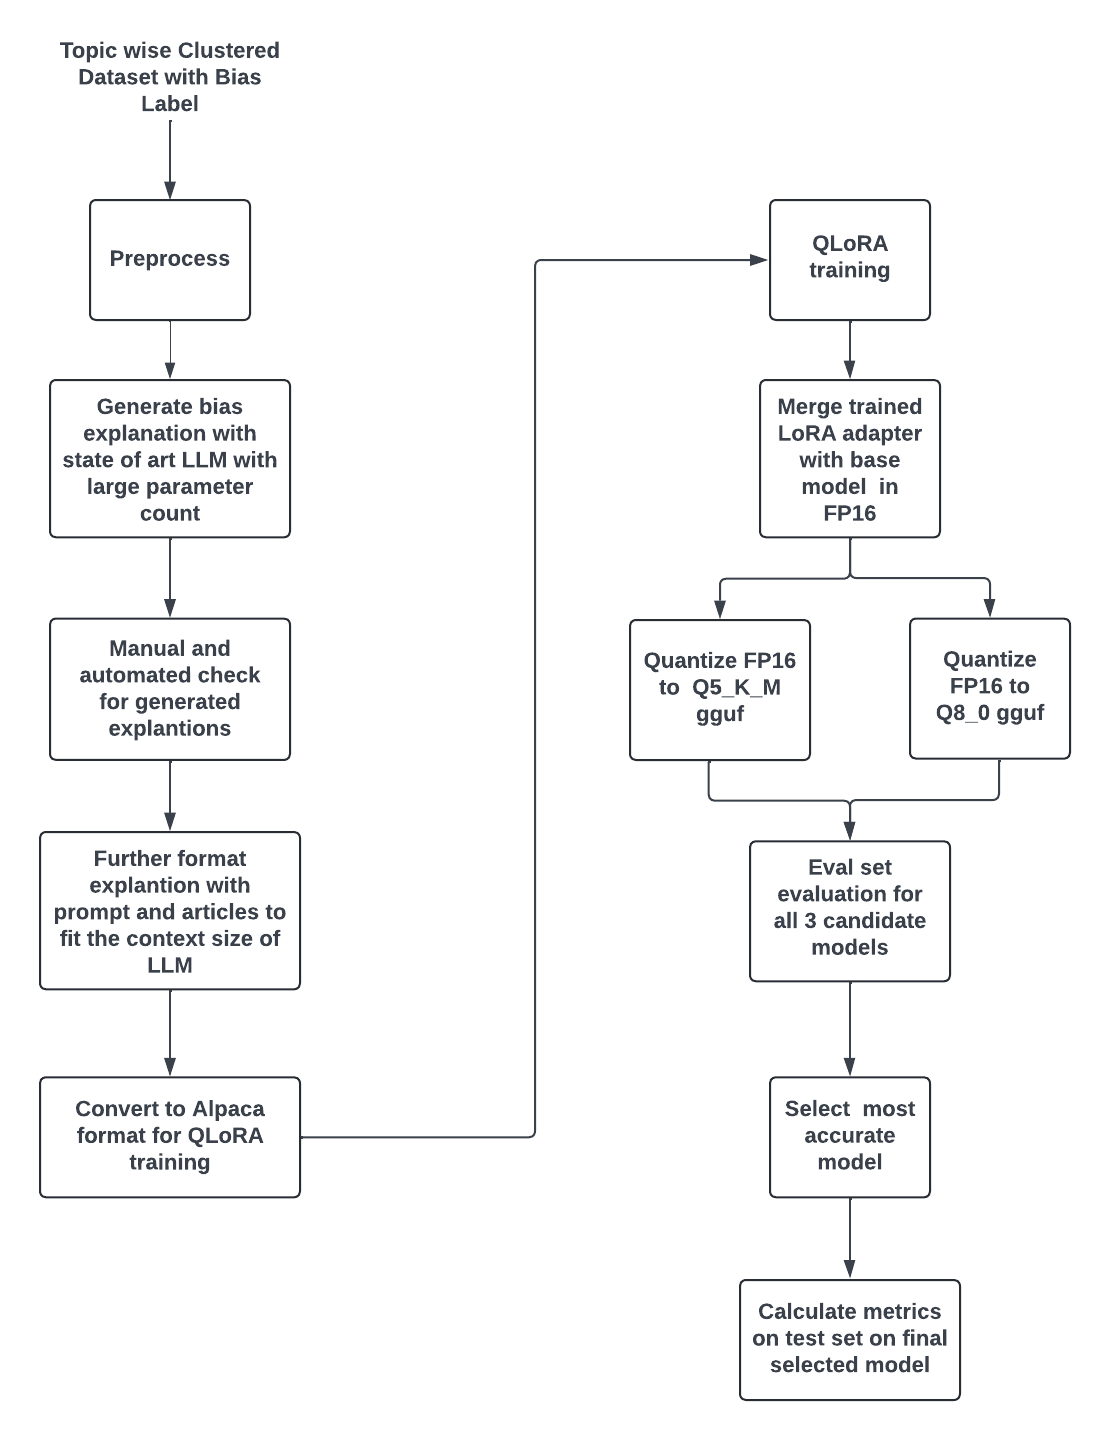 Topic wise Clustered
Dataset with Bias
Label
Preprocess
Generate bias
explanation with
state of art LLM with
large parameter
count
Manual and
automated check
for generated
explantions
Further format
explantion with
prompt and articles to
fit the context size of
LLM
Convert to Alpaca
format for QLoRA
training
QLoRA
training
Merge trained
LoRA adapter
with base
model  in
FP16
Quantize FP16
to  Q5_K_M
gguf
Quantize
FP16 to
Q8_0 gguf
Eval set
evaluation for
all 3 candidate
models
Select  most
accurate
model
Calculate metrics
on test set on final
selected model